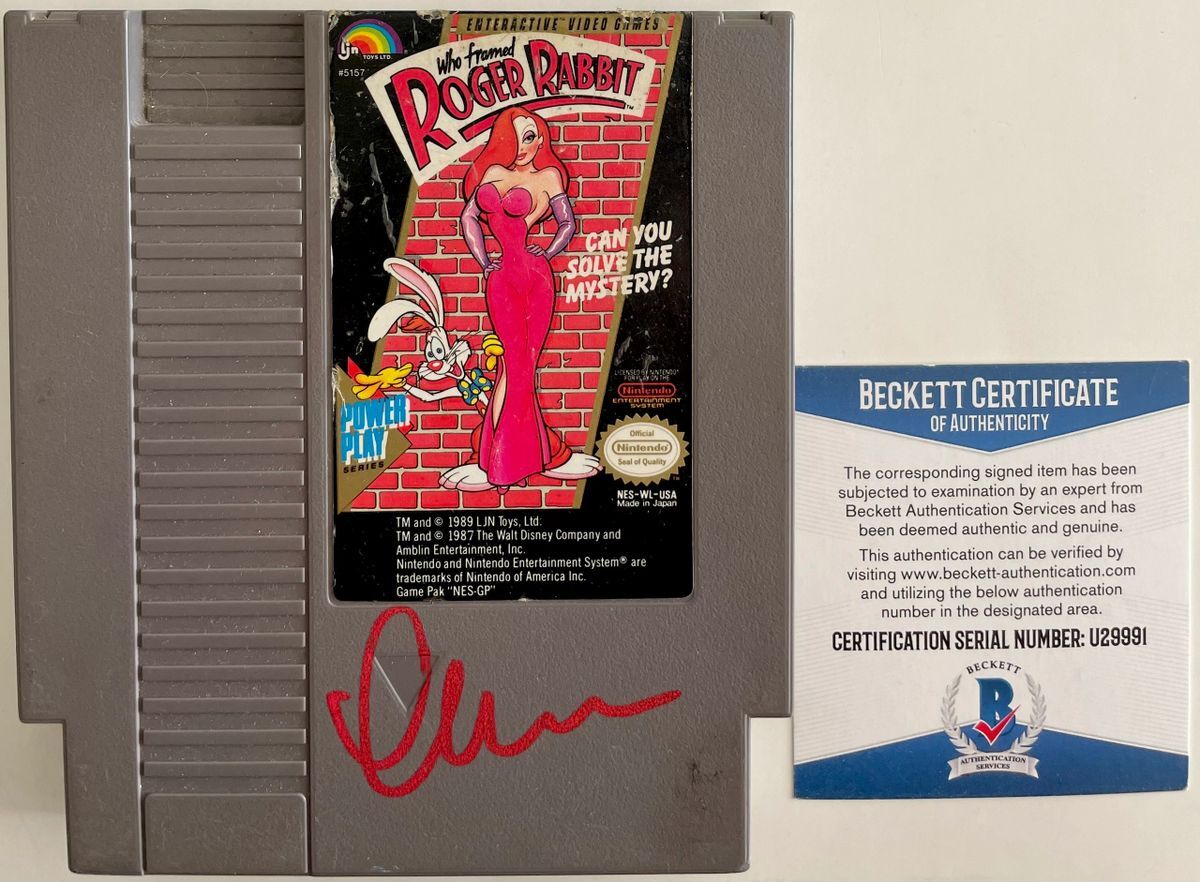 ENTERACTIVE VIDEO GAMES
ljn
TOYS LTD.
#5157
Who framed
ROGER RABBIT
TM
CAN YOU
SOLVE THE
MYSTERY?
LICENSED BY NINTENDO®
FOR PLAY ON THE
Nintendo
ENTERTAINMENT
SYSTEM
POWER
PLAY
SERIES
Official
Nintendo
Seal of Quality
TM
NES-WL-USA
Made in Japan
TM and © 1989 LJN Toys, Ltd.
TM and © 1987 The Walt Disney Company and
Amblin Entertainment, Inc.
Nintendo and Nintendo Entertainment System® are
trademarks of Nintendo of America Inc.
Game Pak "NES-GP"
BECKETT CERTIFICATE
OF AUTHENTICITY
The corresponding signed item has been
subjected to examination by an expert from
Beckett Authentication Services and has
been deemed authentic and genuine.
This authentication can be verified by
visiting www.beckett-authentication.com
and utilizing the below authentication
number in the designated area.
CERTIFICATION SERIAL NUMBER: U29991
BECKETT
B
AUTHENTICATION
SERVICES